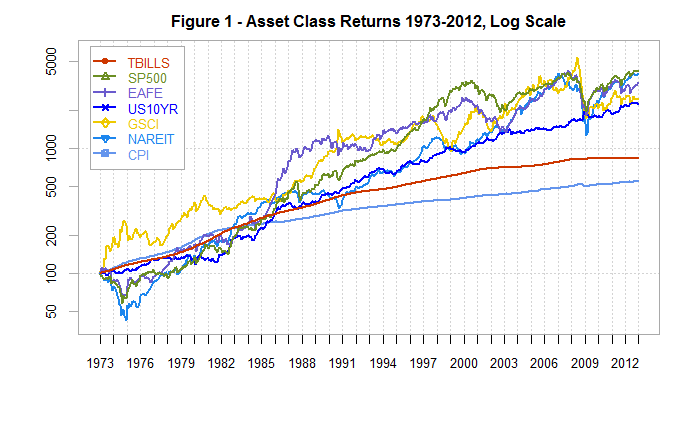 Figure 1 - Asset Class Returns 1973-2012, Log Scale
TBILLS
SP500
EAFE
US10YR
GSCI
NAREIT
CPI
5000
1000
500
200
100
50
1973 1976 1979 1982 1985 1988 1991 1994 1997 2000 2003 2006 2009 2012